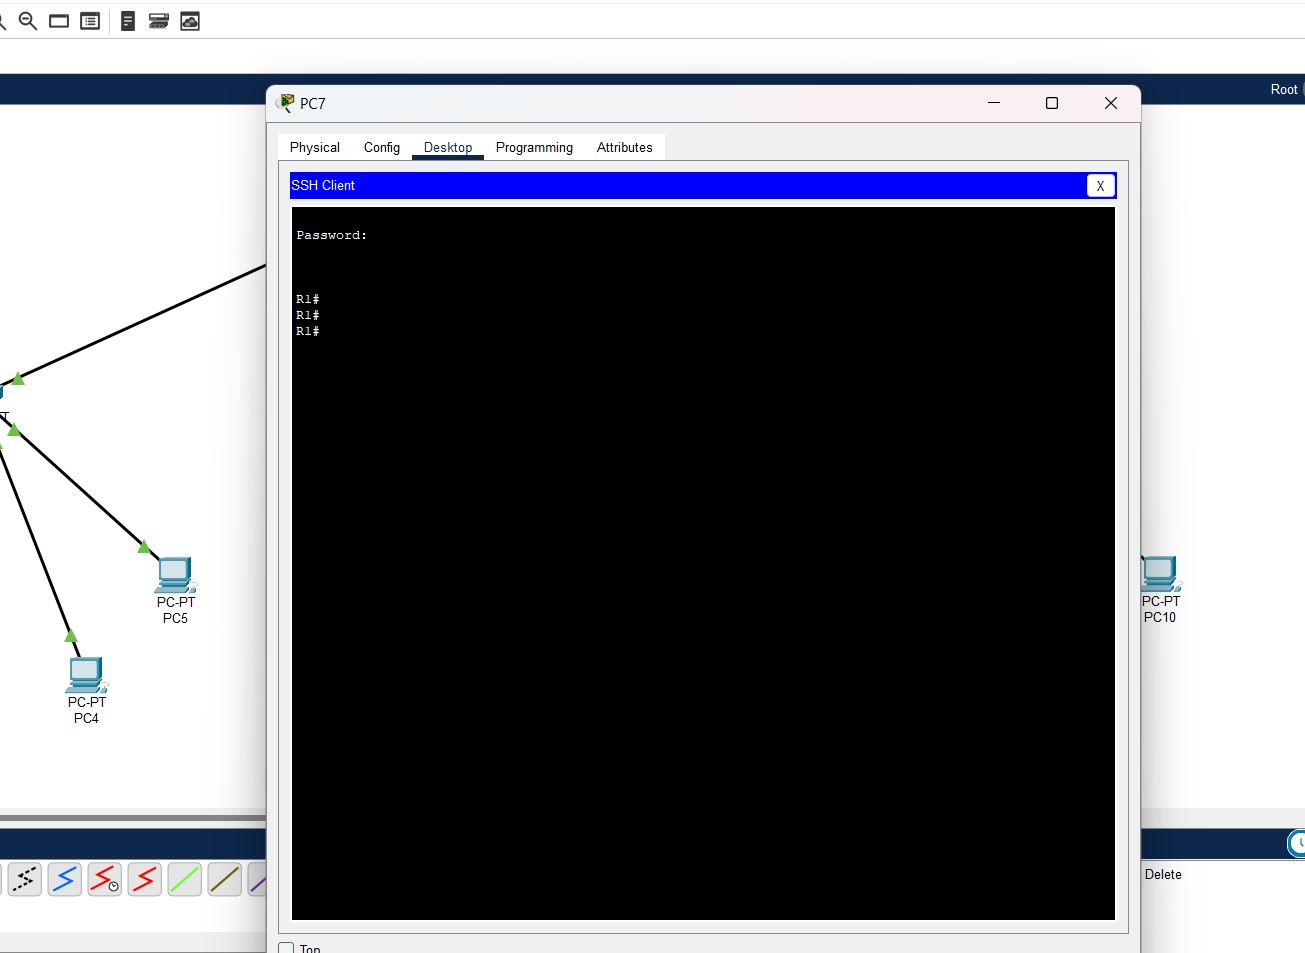 Root
PC7
Physical Config Desktop Programming Attributes
SSH Client
X
Password:
R1#
R1#
R1#
T
PC-PT
PC5
PC-PT
PC10
PC-PT
PC4
Delete
Top